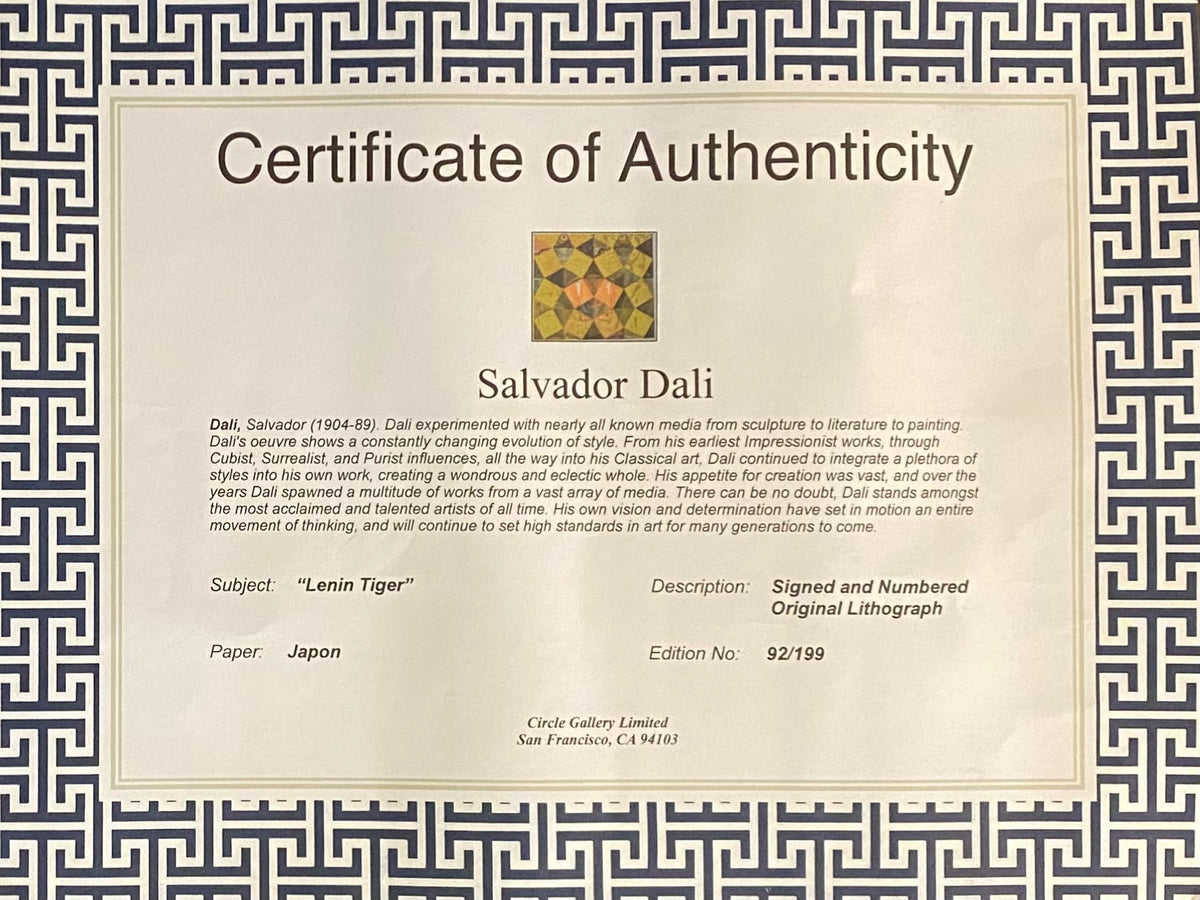 Certificate of Authenticity
Salvador Dali
Dali, Salvador (1904-89). Dali experimented with nearly all known media from sculpture to literature to painting.
Dali's oeuvre shows a constantly changing evolution of style. From his earliest Impressionist works, through
Cubist, Surrealist, and Purist influences, all the way into his Classical art, Dali continued to integrate a plethora of
styles into his own work, creating a wondrous and eclectic whole. His appetite for creation was vast, and over the
years Dali spawned a multitude of works from a vast array of media. There can be no doubt, Dali stands amongst
the most acclaimed and talented artists of all time. His own vision and determination have set in motion an entire
movement of thinking, and will continue to set high standards in art for many generations to come.
Subject: “Lenin Tiger” Description: Signed and Numbered
Original Lithograph
Paper: Japon Edition No: 92/199
Circle Gallery Limited
San Francisco, CA 94103